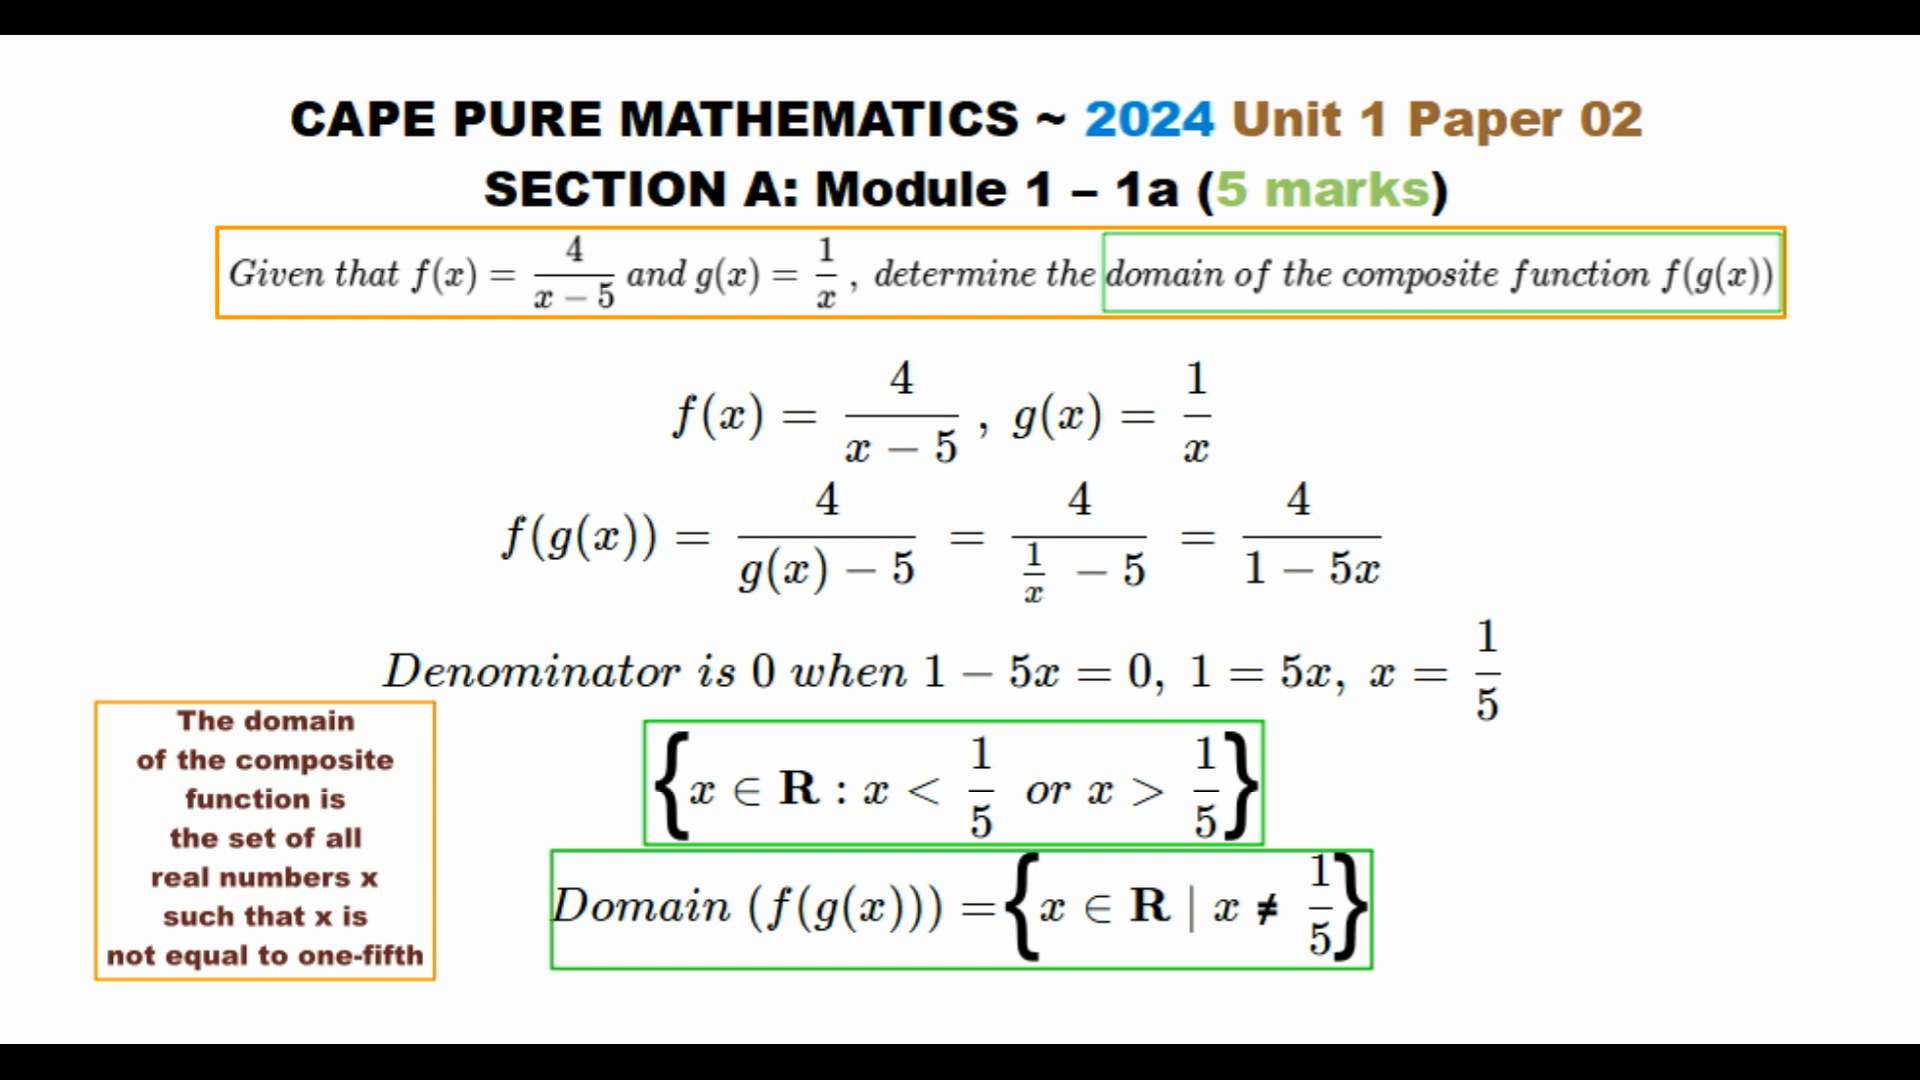 CAPE PURE MATHEMATICS ~ 2024 Unit 1 Paper 02
SECTION A: Module 1 – 1a (5 marks)
Given that f(x) = 4/(x − 5) and g(x) = 1/x , determine the domain of the composite function f(g(x))
f(x) = 4/(x − 5) , g(x) = 1/x
f(g(x)) = 4/(g(x) − 5) = 4/(1/x − 5) = 4/(1 − 5x)
Denominator is 0 when 1 − 5x = 0, 1 = 5x, x = 1/5
{x ∈ R : x < 1/5 or x > 1/5}
Domain (f(g(x))) = {x ∈ R | x ≠ 1/5}
The domain
of the composite
function is
the set of all
real numbers x
such that x is
not equal to one-fifth